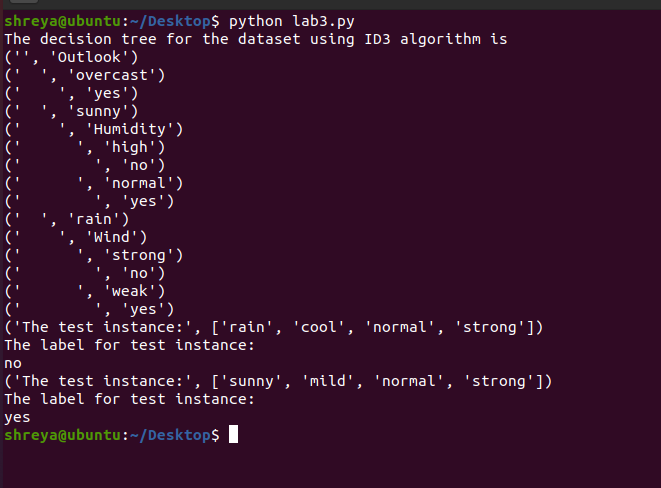 shreya@ubuntu:~/Desktop$ python lab3.py
The decision tree for the dataset using ID3 algorithm is
('', 'Outlook')
('  ', 'overcast')
('    ', 'yes')
('  ', 'sunny')
('    ', 'Humidity')
('      ', 'high')
('        ', 'no')
('      ', 'normal')
('        ', 'yes')
('  ', 'rain')
('    ', 'Wind')
('      ', 'strong')
('        ', 'no')
('      ', 'weak')
('        ', 'yes')
('The test instance:', ['rain', 'cool', 'normal', 'strong'])
The label for test instance:
no
('The test instance:', ['sunny', 'mild', 'normal', 'strong'])
The label for test instance:
yes
shreya@ubuntu:~/Desktop$